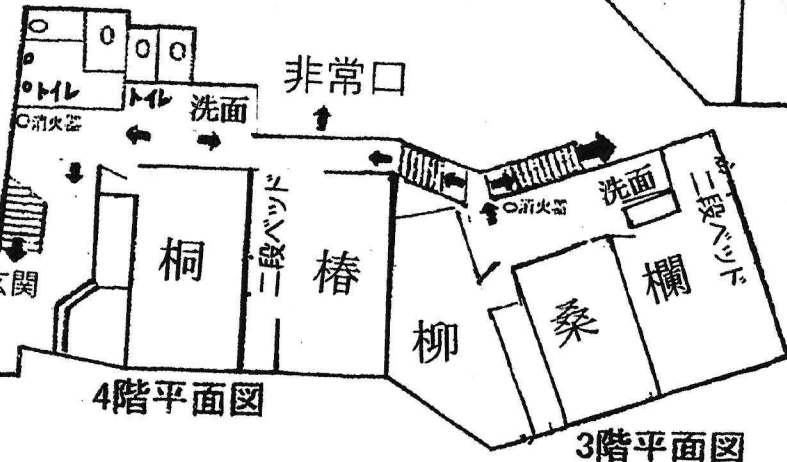 非常口
トイレ
トイレ
洗面
消火器
玄関
桐
二段ベッド
椿
4階平面図
消火器
洗面
二段ベッド
柳
桑
欄
3階平面図